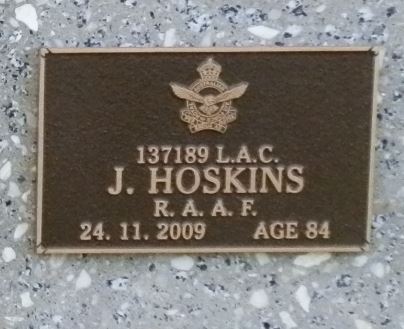 137189 L.A.C.
J. HOSKINS
R. A. A. F.
24. 11. 2009 AGE 84